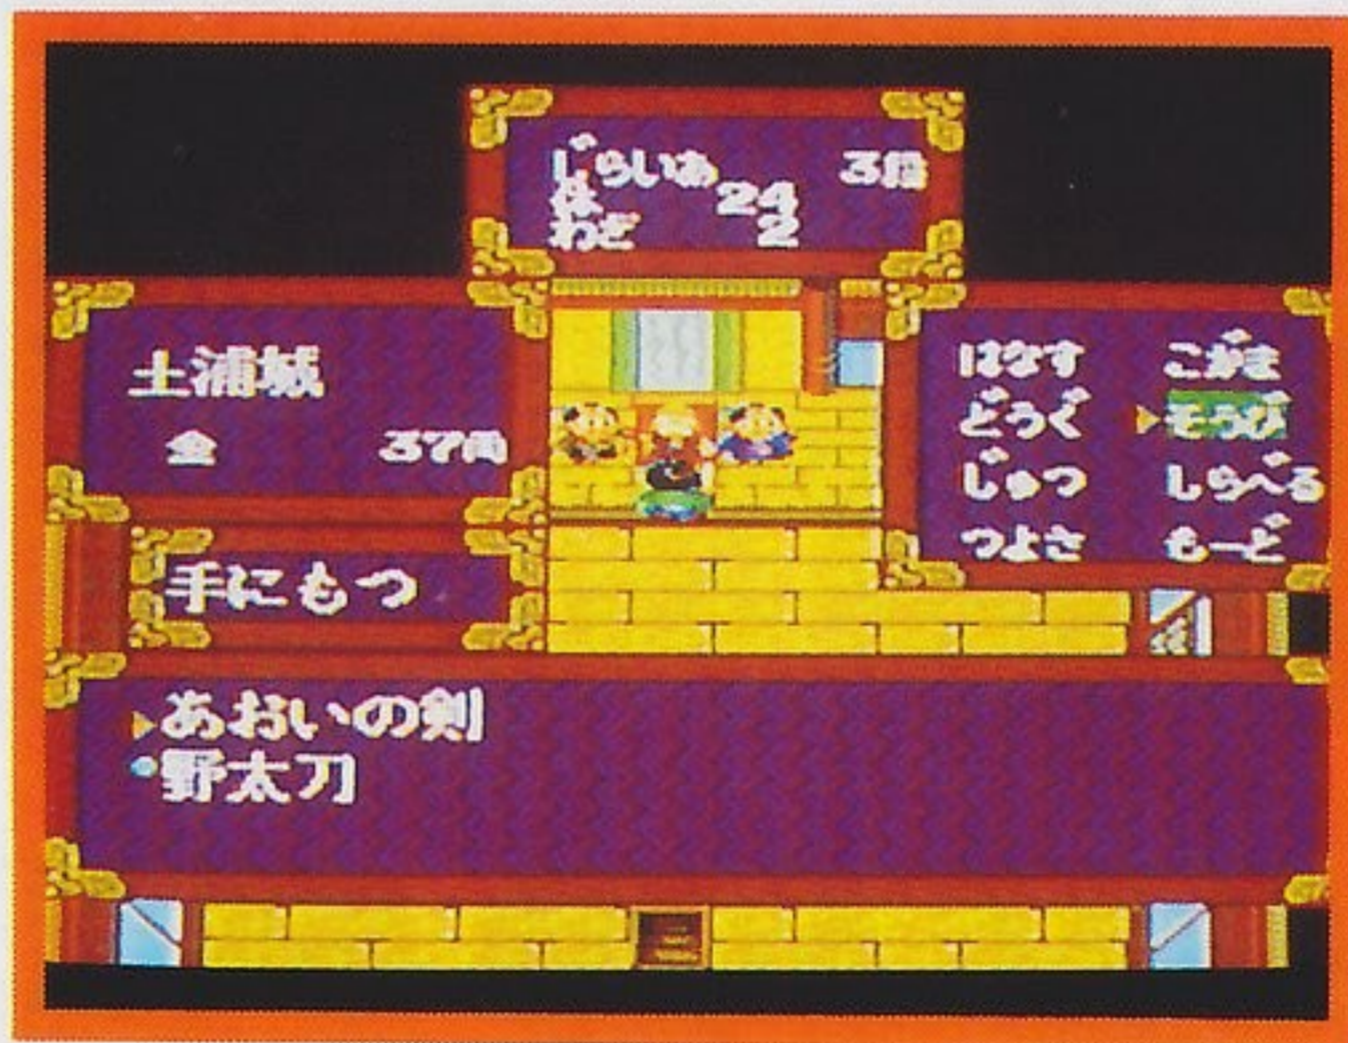 じらいあ 3段
体 24
わざ 2
土浦城
金 37両
はなす こがま
どうぐ そうび
じゅつ しらべる
つよさ もーど
手にもつ
あおいの剣
野太刀